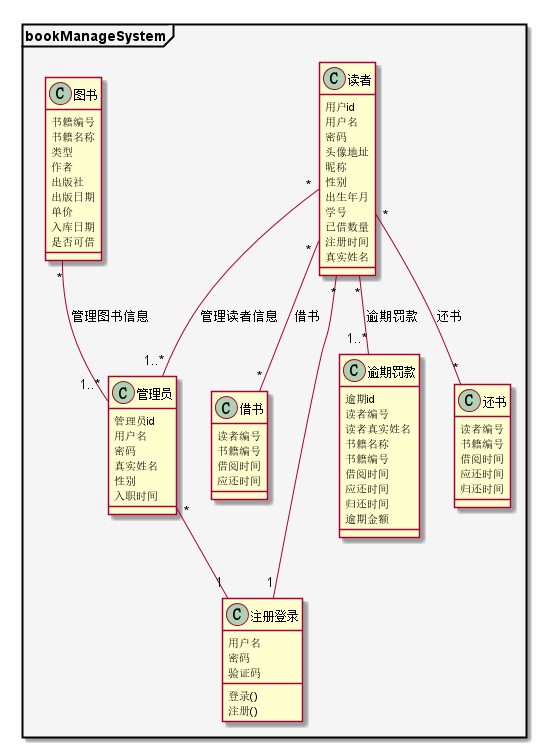 bookManageSystem
C 图书
书籍编号
书籍名称
类型
作者
出版社
出版日期
单价
入库日期
是否可借
C 读者
用户id
用户名
密码
头像地址
昵称
性别
出生年月
学号
已借数量
注册时间
真实姓名
*
*
*
*
*
*
管理图书信息
管理读者信息
借书
逾期罚款
还书
1..*
1..*
1..*
*
*
C 管理员
管理员id
用户名
密码
真实姓名
性别
入职时间
C 借书
读者编号
书籍编号
借阅时间
应还时间
C 逾期罚款
逾期id
读者编号
读者真实姓名
书籍名称
书籍编号
借阅时间
应还时间
归还时间
逾期金额
C 还书
读者编号
书籍编号
借阅时间
应还时间
归还时间
*
1
1
C 注册登录
用户名
密码
验证码
登录()
注册()